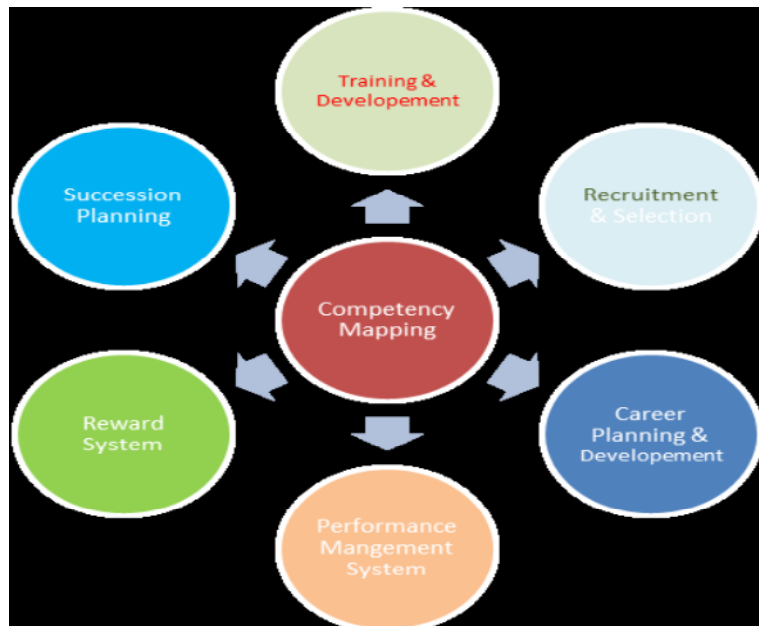 Training &
Developement
Succession
Planning
Recruitment
& Selection
Competency
Mapping
Reward
System
Career
Planning &
Developement
Performance
Mangement
System